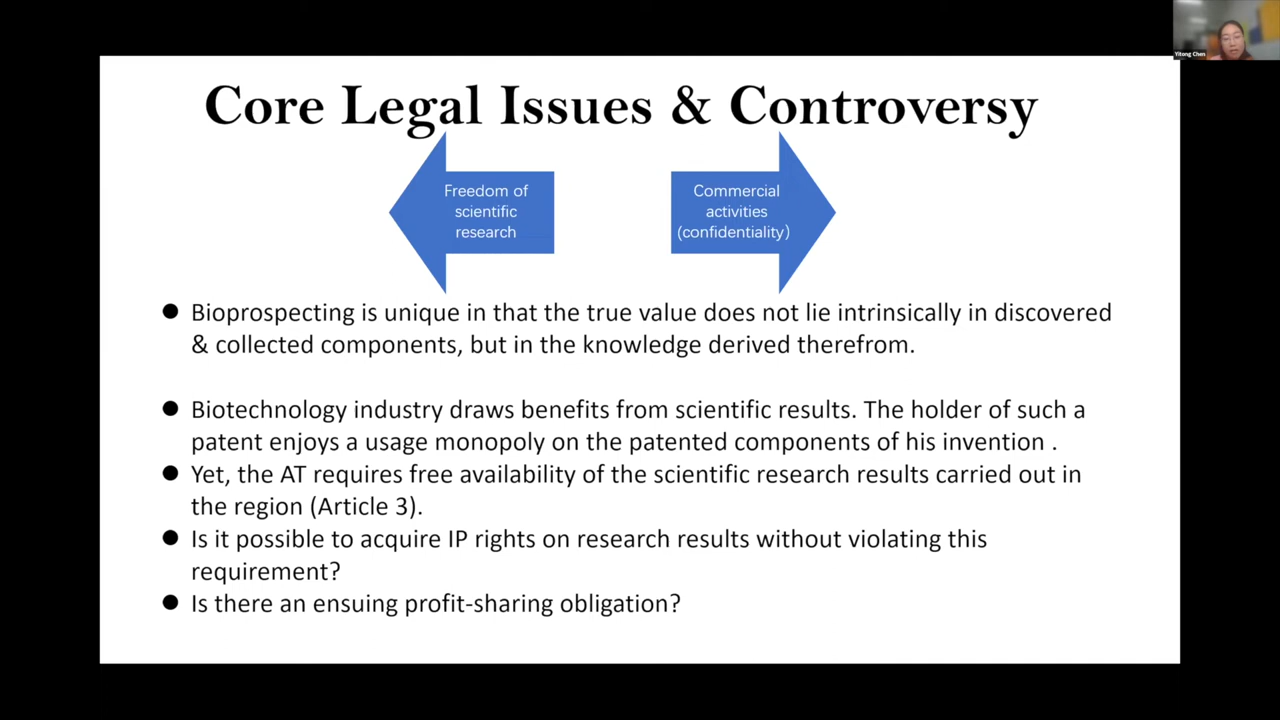 Yitong Chen
Core Legal Issues & Controversy
Freedom of
scientific
research
Commercial
activities
(confidentiality)
● Bioprospecting is unique in that the true value does not lie intrinsically in discovered
& collected components, but in the knowledge derived therefrom.
● Biotechnology industry draws benefits from scientific results. The holder of such a
patent enjoys a usage monopoly on the patented components of his invention .
● Yet, the AT requires free availability of the scientific research results carried out in
the region (Article 3).
● Is it possible to acquire IP rights on research results without violating this
requirement?
● Is there an ensuing profit-sharing obligation?